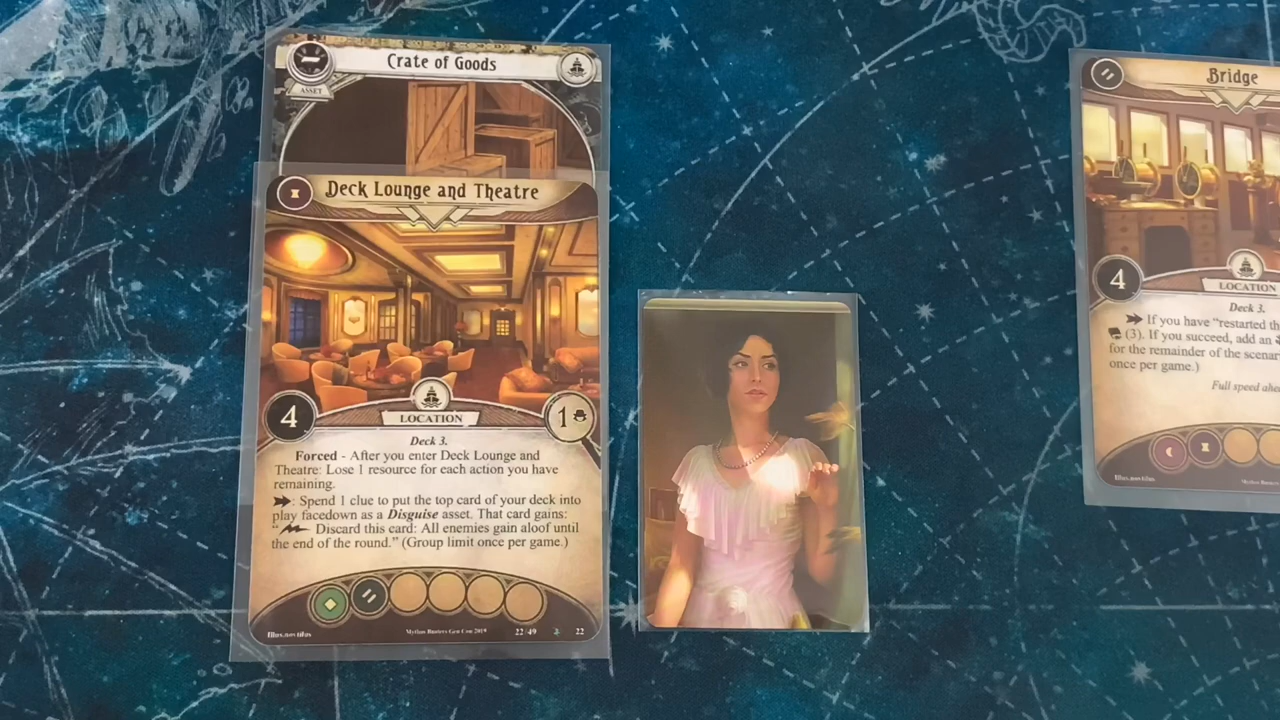 Crate of Goods
ASSET
Deck Lounge and Theatre
4
LOCATION
1
Deck 3.
Forced - After you enter Deck Lounge and
Theatre: Lose 1 resource for each action you have
remaining.
: Spend 1 clue to put the top card of your deck into
play facedown as a Disguise asset. That card gains:
" Discard this card: All enemies gain aloof until
the end of the round." (Group limit once per game.)
Illus.
Mythos Busters Gen Con 2019
22/49
22
Bridge
4
LOCATION
Deck 3.
If you have "restarted th
(3). If you succeed, add an
for the remainder of the scenar
once per game.)
Full speed ahe